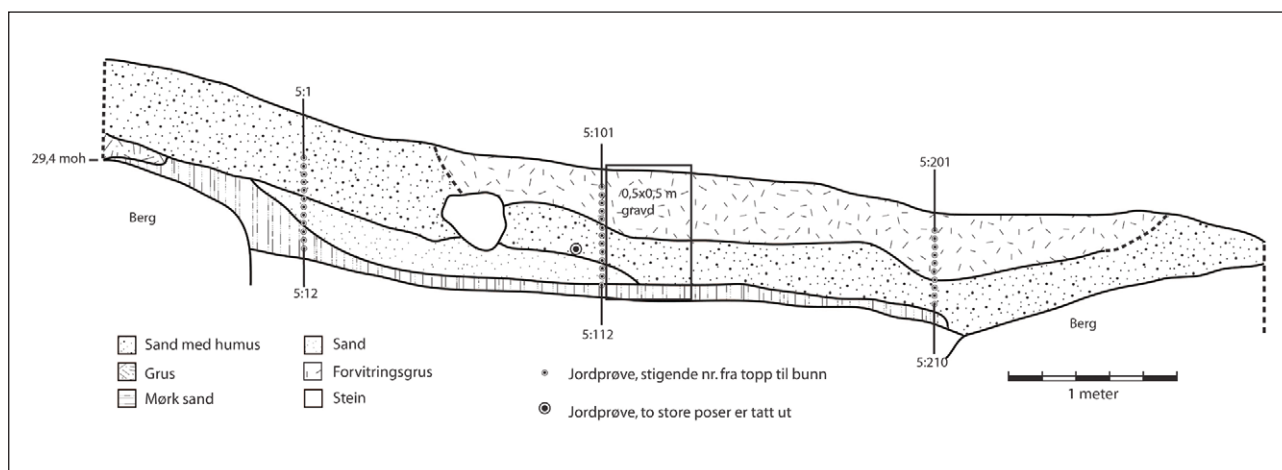 5:1
5:101
5:201
29,4 moh
0,5x0,5 m
gravd
Berg
5:12
5:112
5:210
Berg
Sand med humus
Grus
Mørk sand
Sand
Forvitringsgrus
Stein
Jordprøve, stigende nr. fra topp til bunn
Jordprøve, to store poser er tatt ut
1 meter